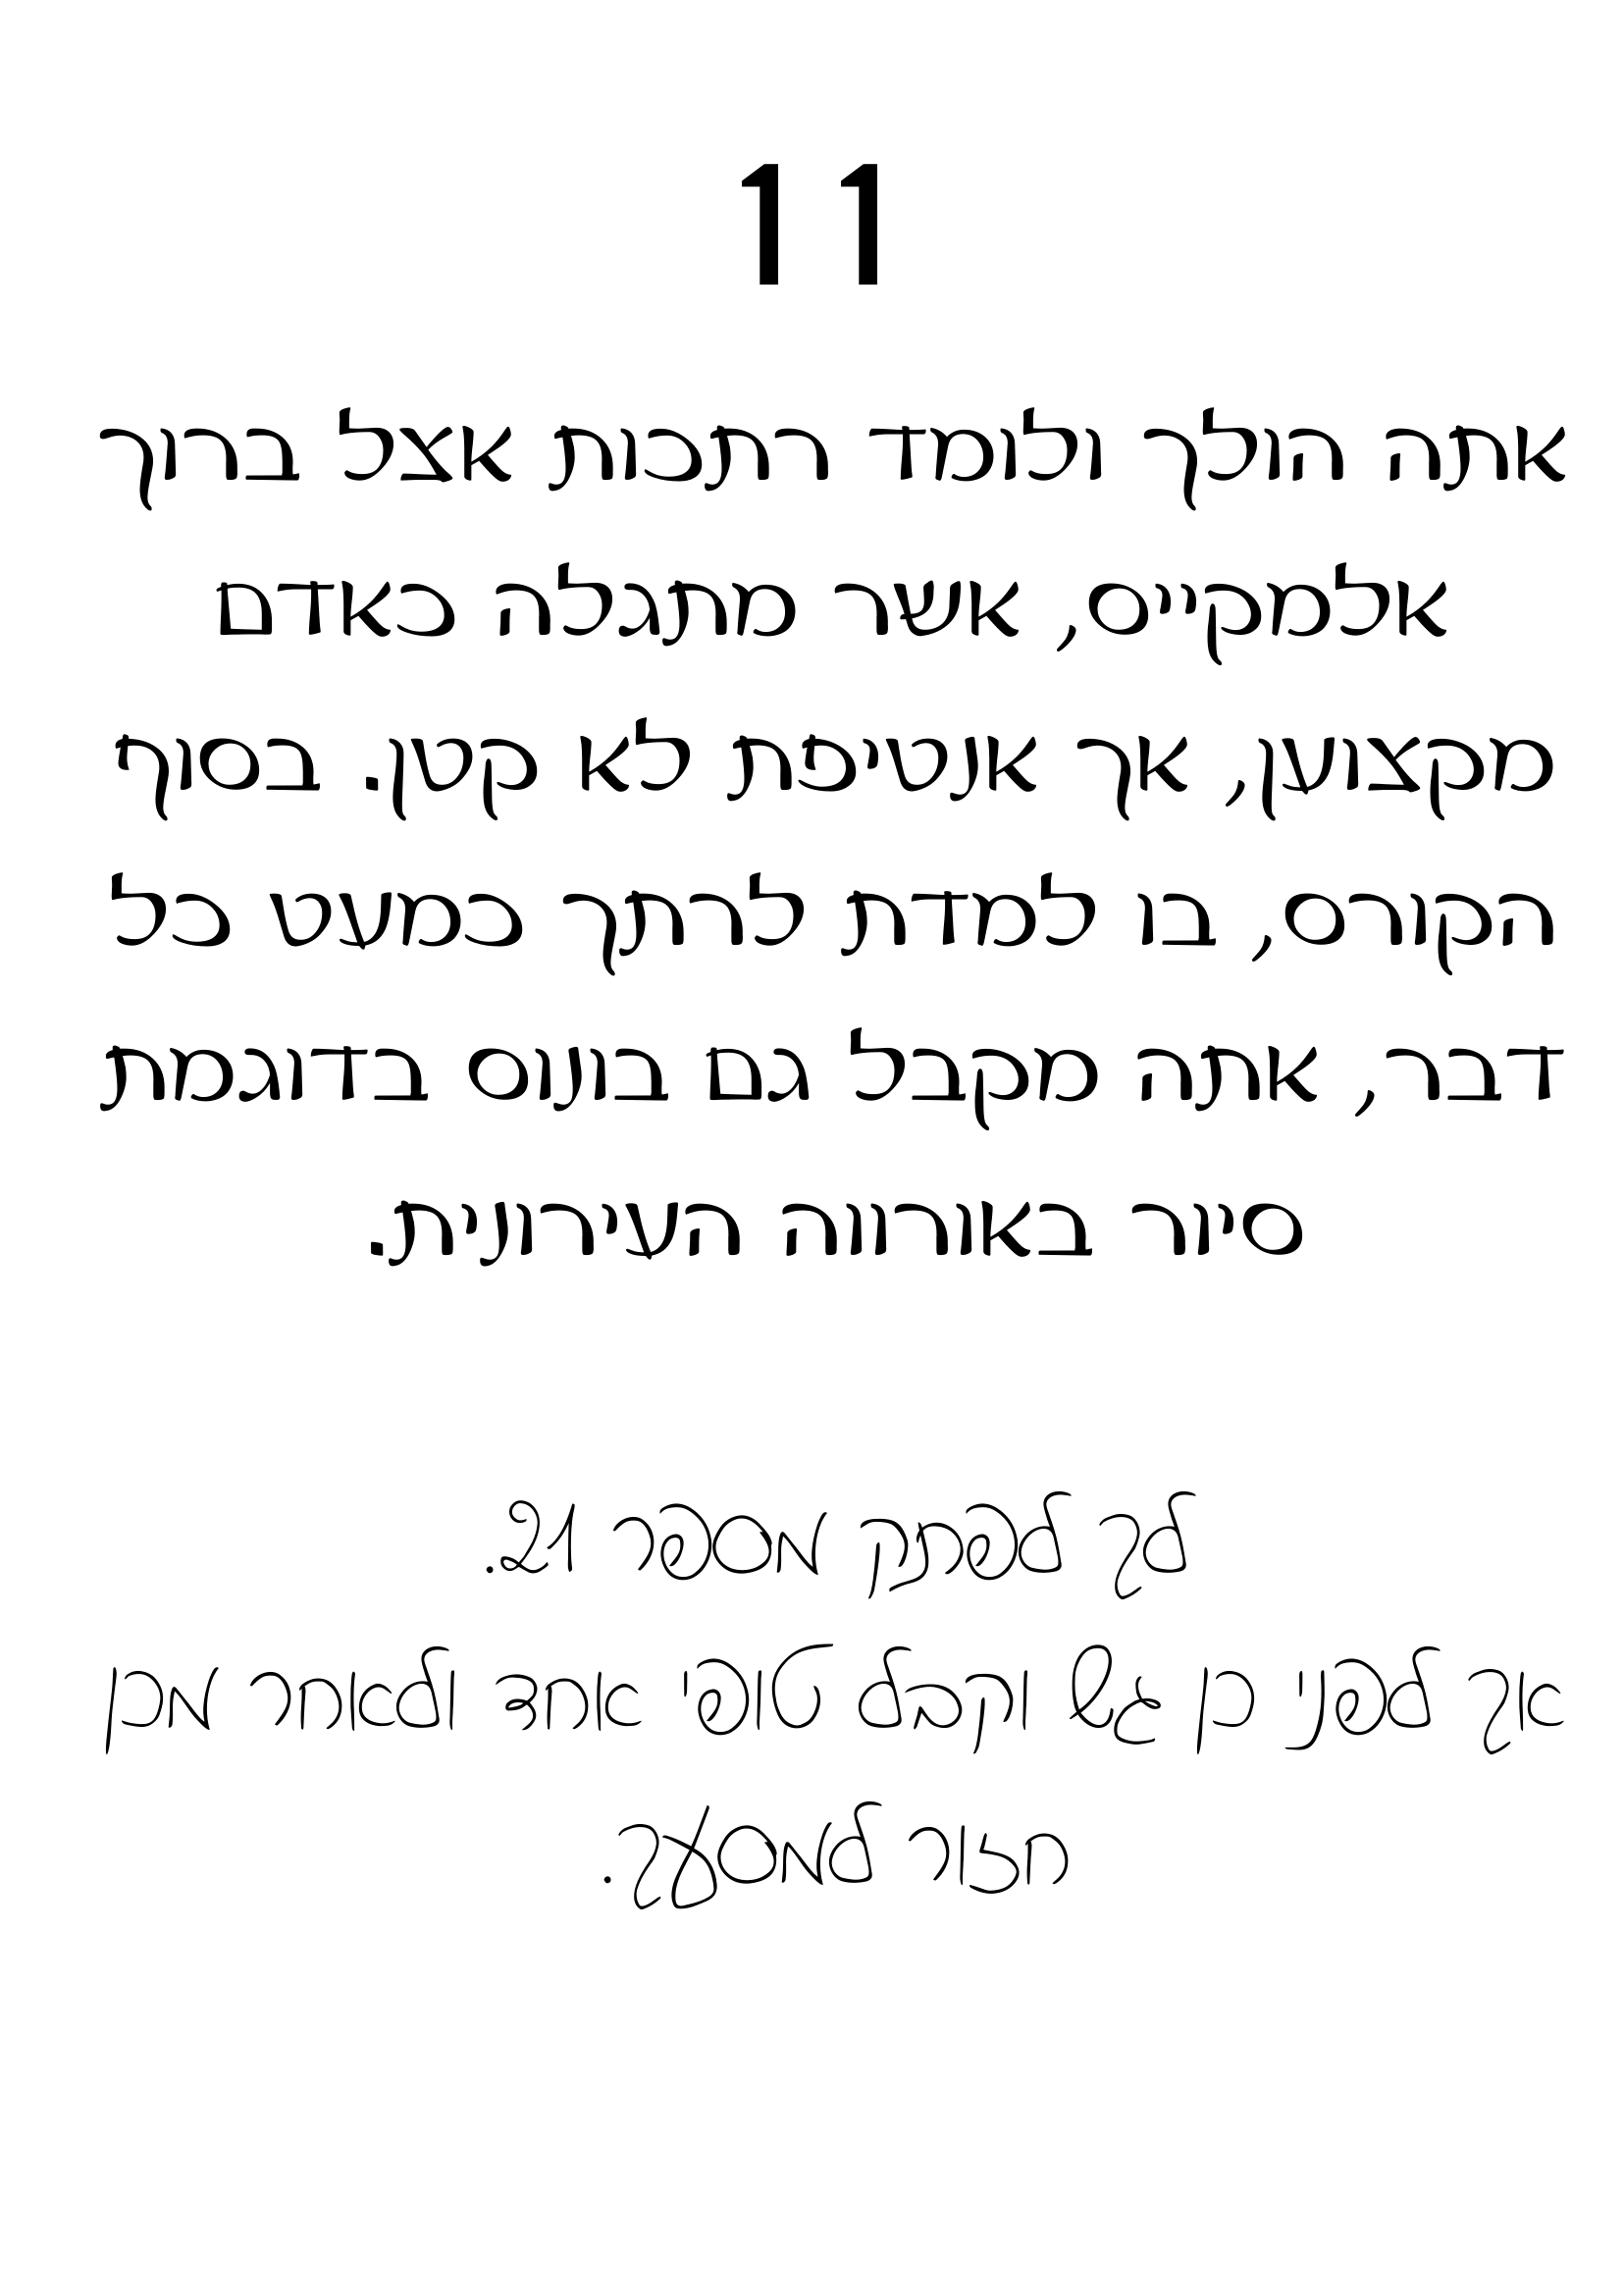 11
אתה הולך ולומד רתכות אצל ברוך
אלמקייס, אשר מתגלה כאדם
מקצוען, אך אנטיפת לא קטן. בסוף
הקורס, בו למדת לרתך כמעט כל
דבר, אתה מקבל גם בונוס בדוגמת
סיור באורווה העירונית.
לך לפתק מספר 21.
אך לפני כן גש וקבל טופי אחד ולאחר מכן
חזור למסעך.